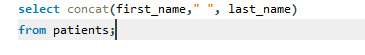 select concat(first_name," ", last_name)
from patients;